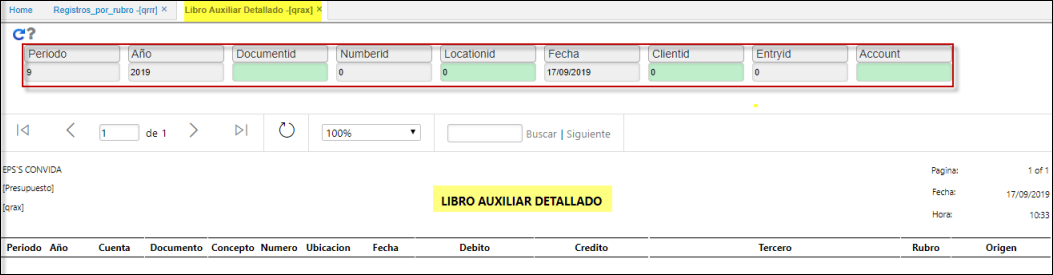 Home Registros_por_rubro -[qrrr] × Libro Auxiliar Detallado -[qrax] ×
?
Periodo Año Documentid Numberid Locationid Fecha Clientid Entryid Account
9 2019 0 0 17/09/2019 0 0
1 de 1 100% Buscar | Siguiente
EPS'S CONVIDA Pagina: 1 of 1
[Presupuesto] Fecha: 17/09/2019
LIBRO AUXILIAR DETALLADO
[qrax] Hora: 10:33
Periodo Año Cuenta Documento Concepto Numero Ubicacion Fecha Debito Credito Tercero Rubro Origen